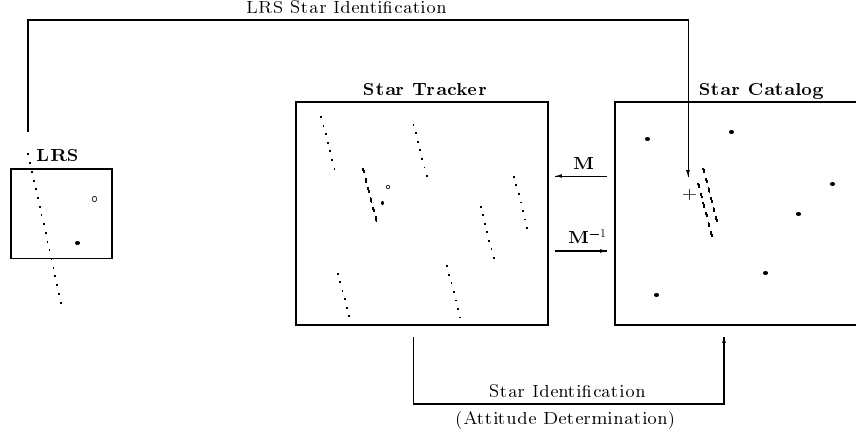 LRS Star Identification
Star Tracker
Star Catalog
LRS
M
M⁻¹
Star Identification
(Attitude Determination)